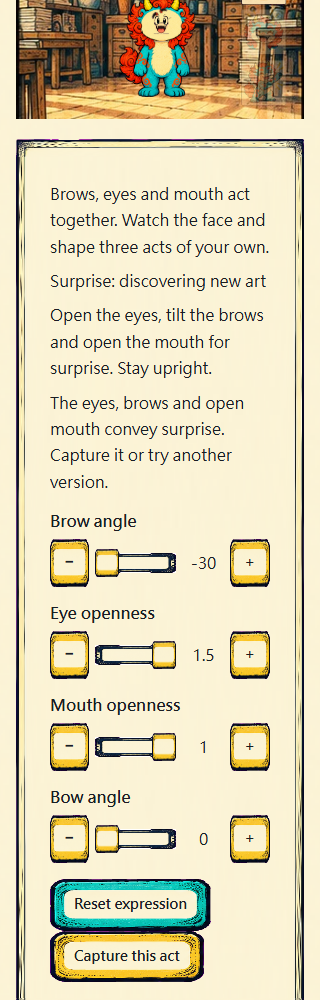 Brows, eyes and mouth act
together. Watch the face and
shape three acts of your own.
Surprise: discovering new art
Open the eyes, tilt the brows
and open the mouth for
surprise. Stay upright.
The eyes, brows and open
mouth convey surprise.
Capture it or try another
version.
Brow angle
− -30 +
Eye openness
− 1.5 +
Mouth openness
− 1 +
Bow angle
− 0 +
Reset expression
Capture this act